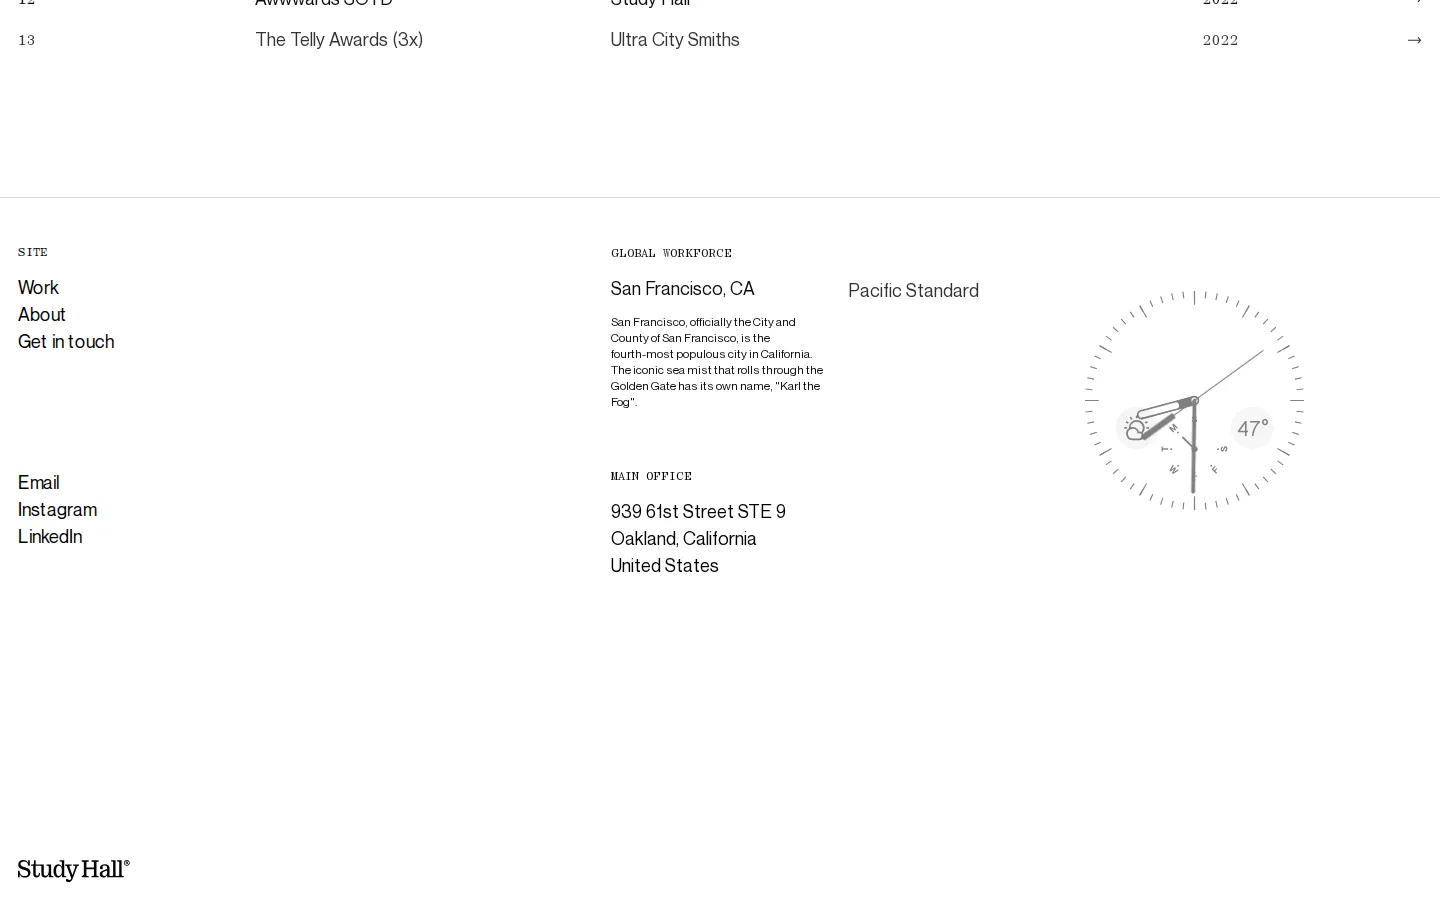 12 Awwwards SOTD Study Hall 2022 →
13 The Telly Awards (3x) Ultra City Smiths 2022 →
SITE
Work
About
Get in touch
Email
Instagram
LinkedIn
GLOBAL WORKFORCE
San Francisco, CA
San Francisco, officially the City and
County of San Francisco, is the
fourth-most populous city in California.
The iconic sea mist that rolls through the
Golden Gate has its own name, "Karl the
Fog".
MAIN OFFICE
939 61st Street STE 9
Oakland, California
United States
Pacific Standard
47°
M
T
W
F
S
Study Hall®